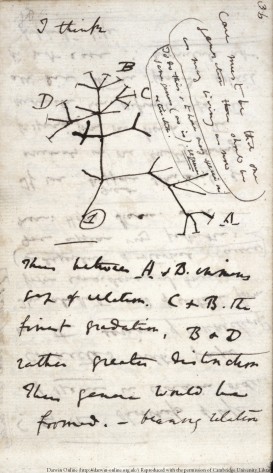 36
I think
Case must be that one
generation then should be
as many living as now
To do this & to have many species in
same genus (as is) requires
extinction
B
C
D
A
1
Thus between A & B. immens
gap of relation. C & B. the
finest gradation, B & D
rather greater distinction
Thus genera would be
formed. — bearing relation
Darwin Online (http://darwin-online.org.uk/) Reproduced with the permission of Cambridge University Library